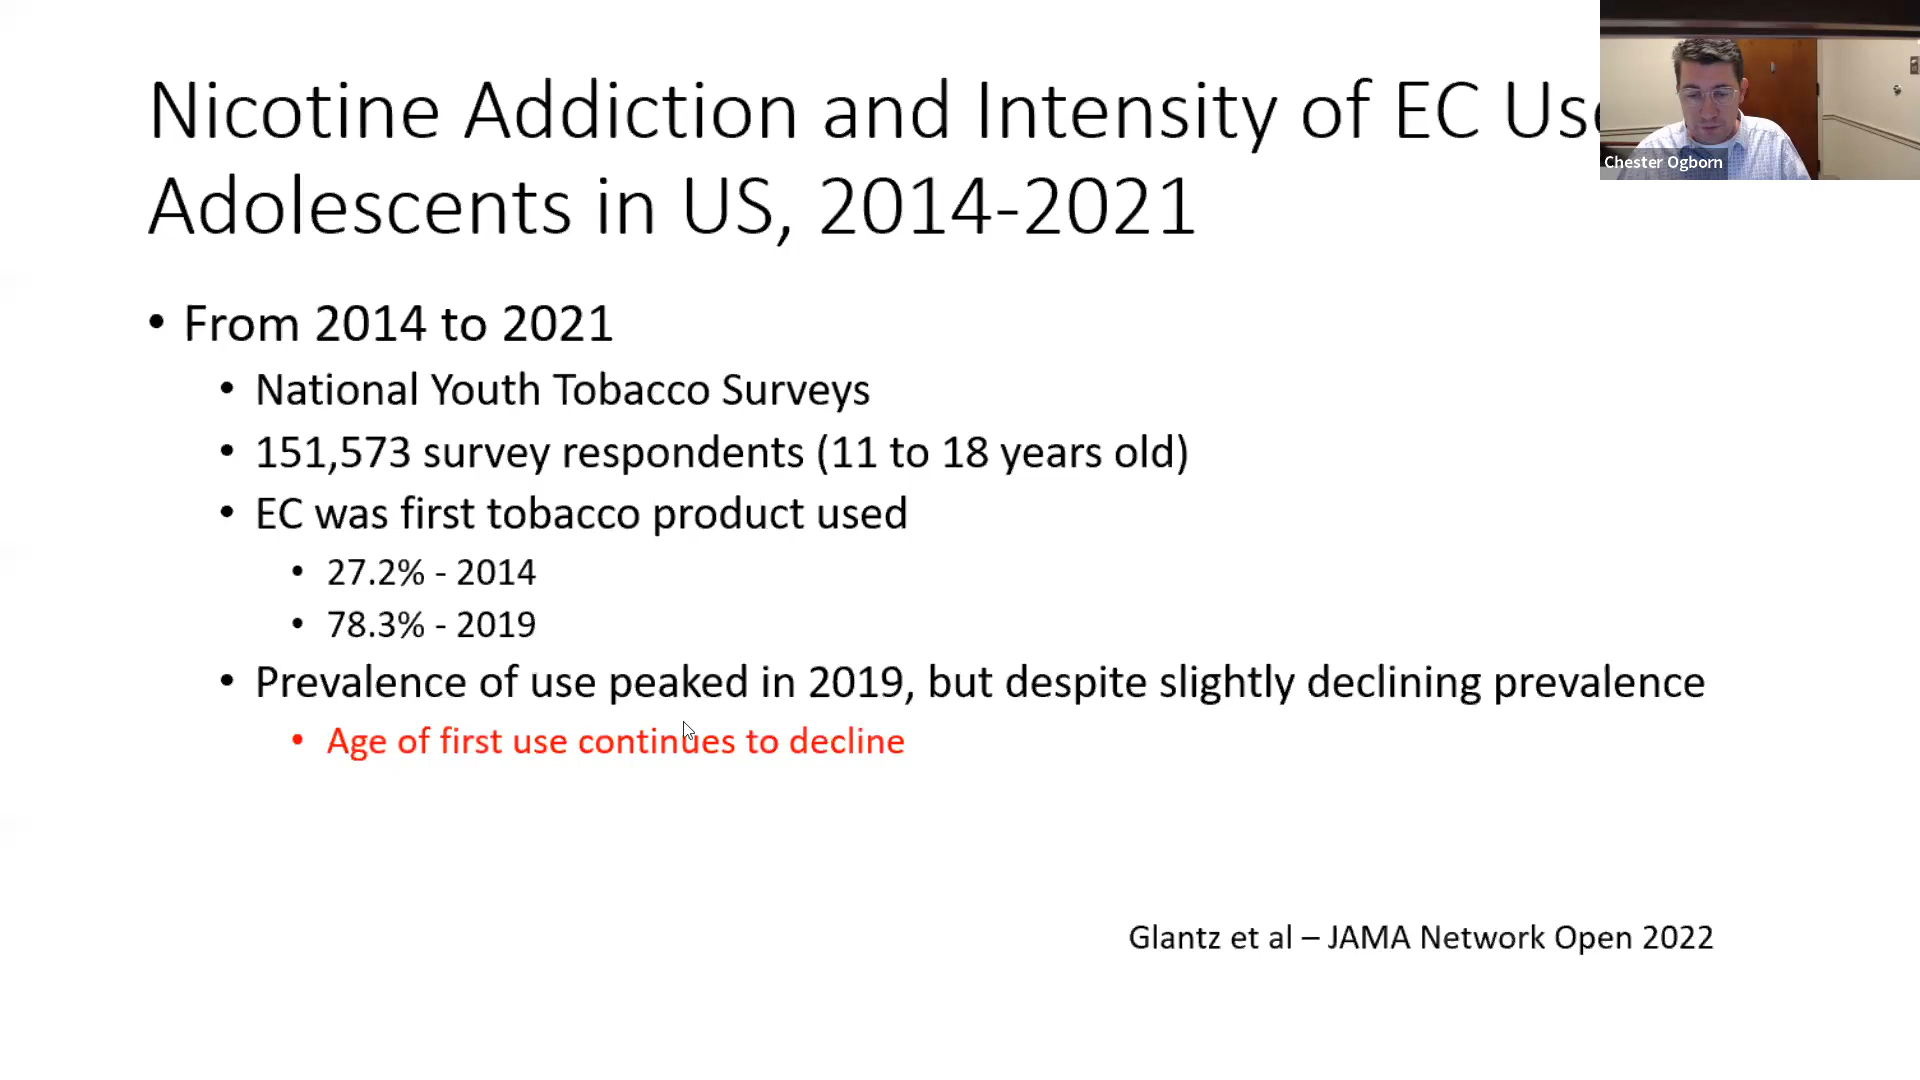 Nicotine Addiction and Intensity of EC Use
Chester Ogborn
Adolescents in US, 2014-2021
• From 2014 to 2021
• National Youth Tobacco Surveys
• 151,573 survey respondents (11 to 18 years old)
• EC was first tobacco product used
• 27.2% - 2014
• 78.3% - 2019
• Prevalence of use peaked in 2019, but despite slightly declining prevalence
• Age of first use continues to decline
Glantz et al – JAMA Network Open 2022